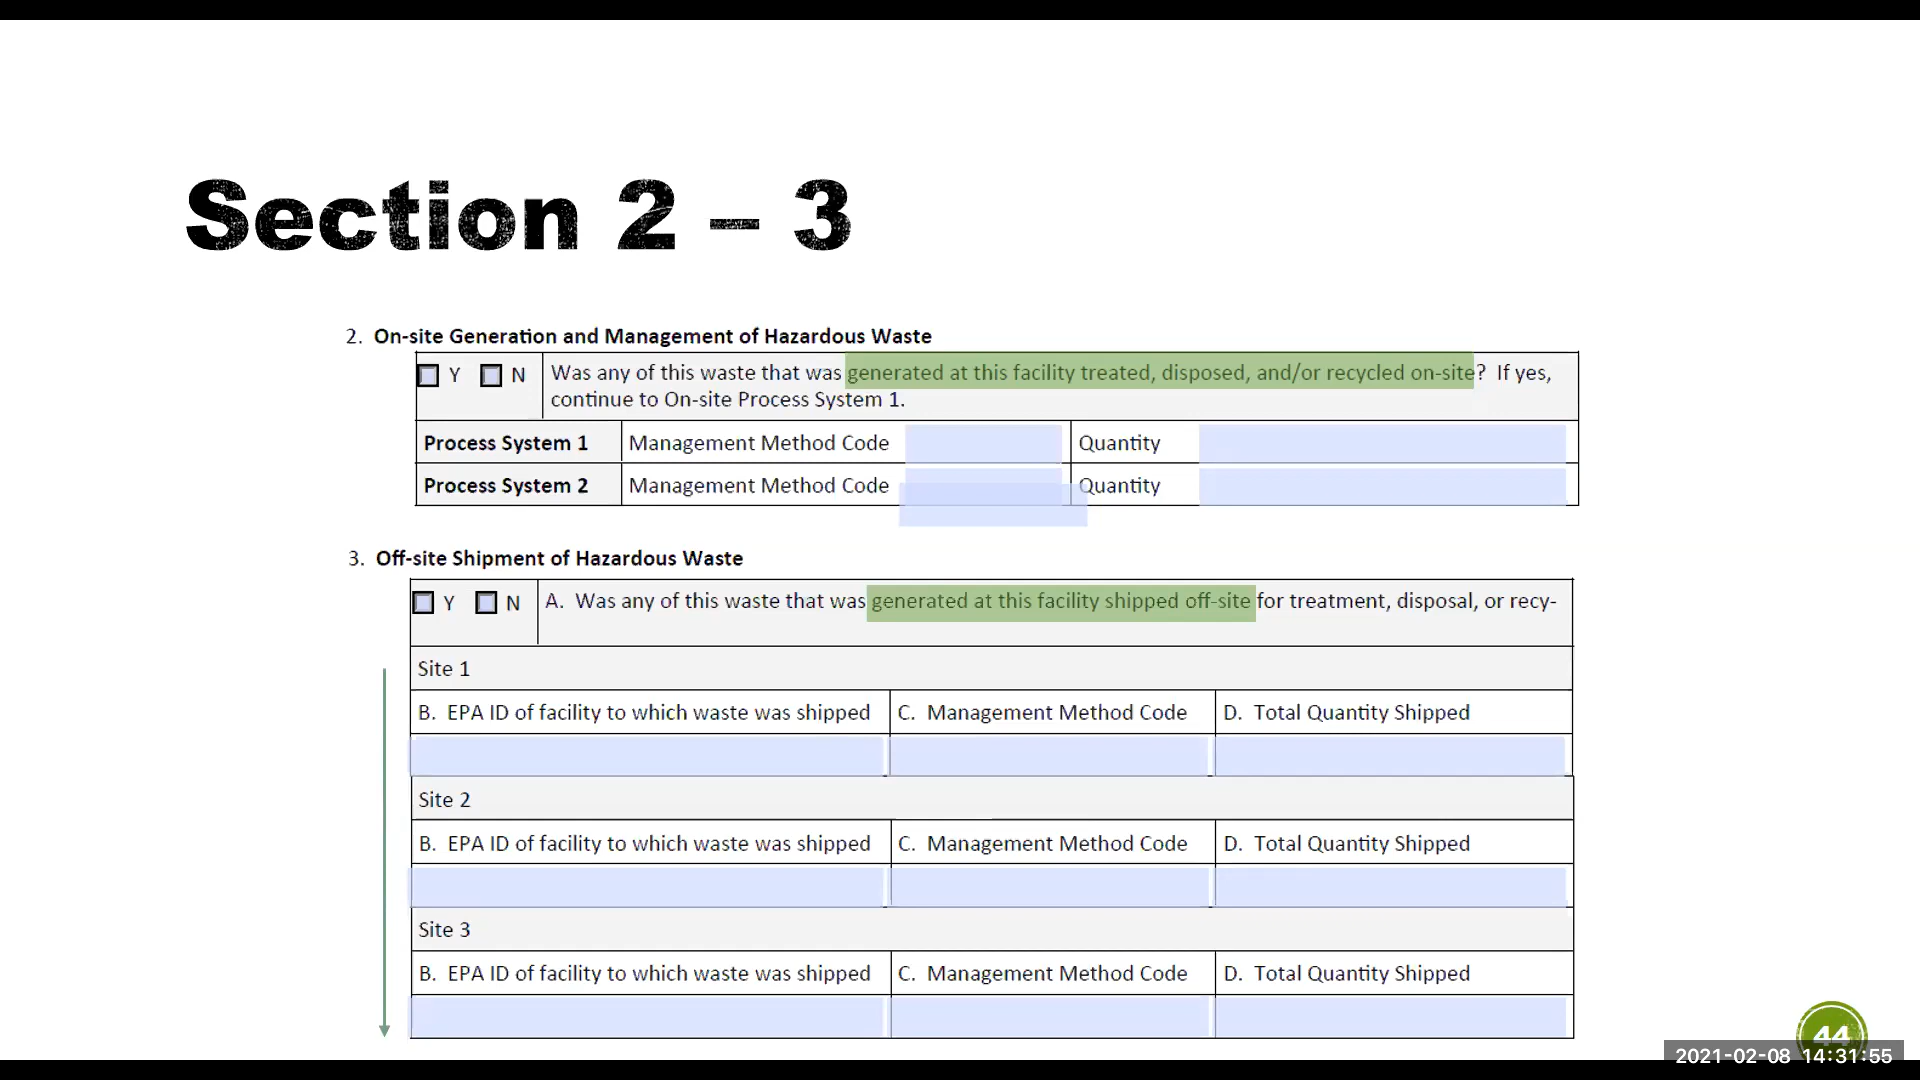 Section 2 – 3
2. On-site Generation and Management of Hazardous Waste
Y N Was any of this waste that was generated at this facility treated, disposed, and/or recycled on-site? If yes,
continue to On-site Process System 1.
Process System 1 Management Method Code Quantity
Process System 2 Management Method Code Quantity
3. Off-site Shipment of Hazardous Waste
Y N A. Was any of this waste that was generated at this facility shipped off-site for treatment, disposal, or recy-
Site 1
B. EPA ID of facility to which waste was shipped C. Management Method Code D. Total Quantity Shipped
Site 2
B. EPA ID of facility to which waste was shipped C. Management Method Code D. Total Quantity Shipped
Site 3
B. EPA ID of facility to which waste was shipped C. Management Method Code D. Total Quantity Shipped
44
2021-02-08 14:31:55